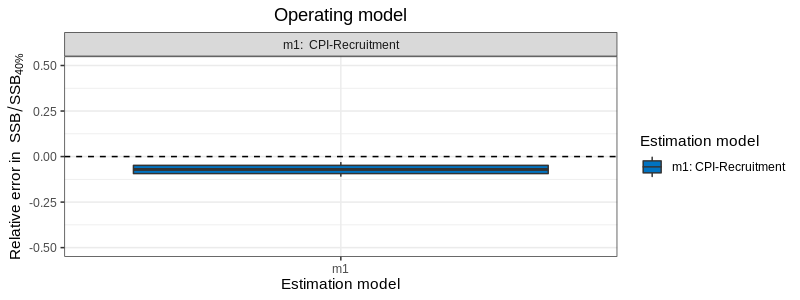 Operating model
m1: CPI-Recruitment
Relative error in SSB/SSB40%
0.50
0.25
0.00
-0.25
-0.50
m1
Estimation model
Estimation model
m1: CPI-Recruitment